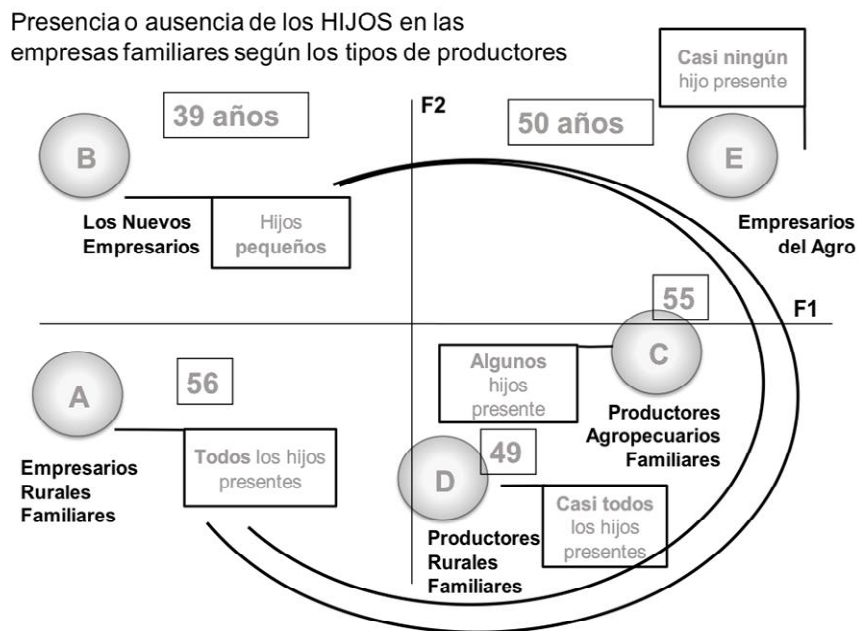 Presencia o ausencia de los HIJOS en las
empresas familiares según los tipos de productores
Casi ningún
hijo presente
39 años
F2
50 años
B
E
Los Nuevos
Empresarios
Hijos
pequeños
Empresarios
del Agro
55
F1
C
Algunos
hijos
presente
56
A
Productores
Agropecuarios
Familiares
Todos los hijos
presentes
49
Empresarios
Rurales
Familiares
D
Casi todos
los hijos
presentes
Productores
Rurales
Familiares